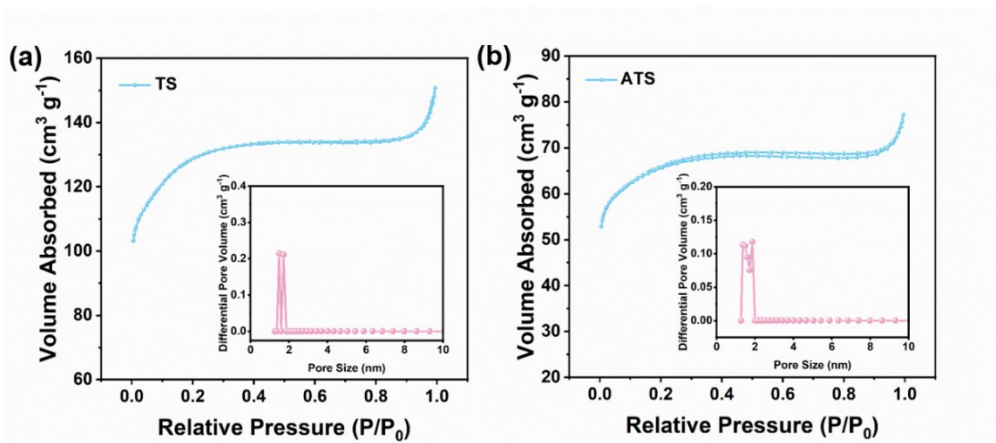 (a)
TS
Volume Absorbed (cm³ g⁻¹)
160
140
120
100
80
60
0.0 0.2 0.4 0.6 0.8 1.0
Relative Pressure (P/P₀)
Differential Pore Volume (cm³ g⁻¹)
0.4
0.3
0.2
0.1
0.0
0 2 4 6 8 10
Pore Size (nm)
(b)
ATS
Volume Absorbed (cm³ g⁻¹)
90
80
70
60
50
40
30
20
0.0 0.2 0.4 0.6 0.8 1.0
Relative Pressure (P/P₀)
Differential Pore Volume (cm³ g⁻¹)
0.20
0.15
0.10
0.05
0.00
0 2 4 6 8 10
Pore Size (nm)